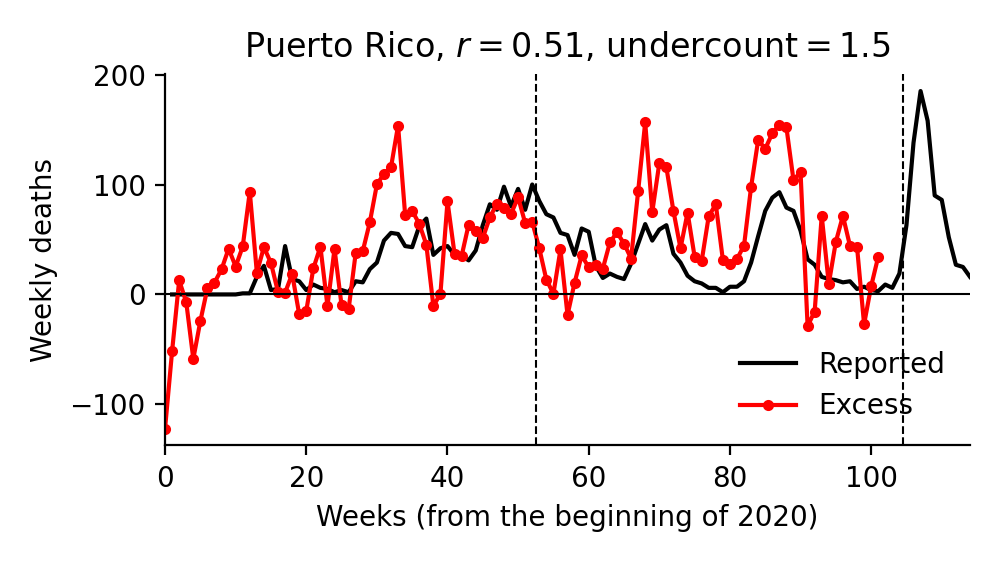 Puerto Rico, r = 0.51, undercount = 1.5
200
100
0
−100
Weekly deaths
Reported
Excess
0 20 40 60 80 100
Weeks (from the beginning of 2020)